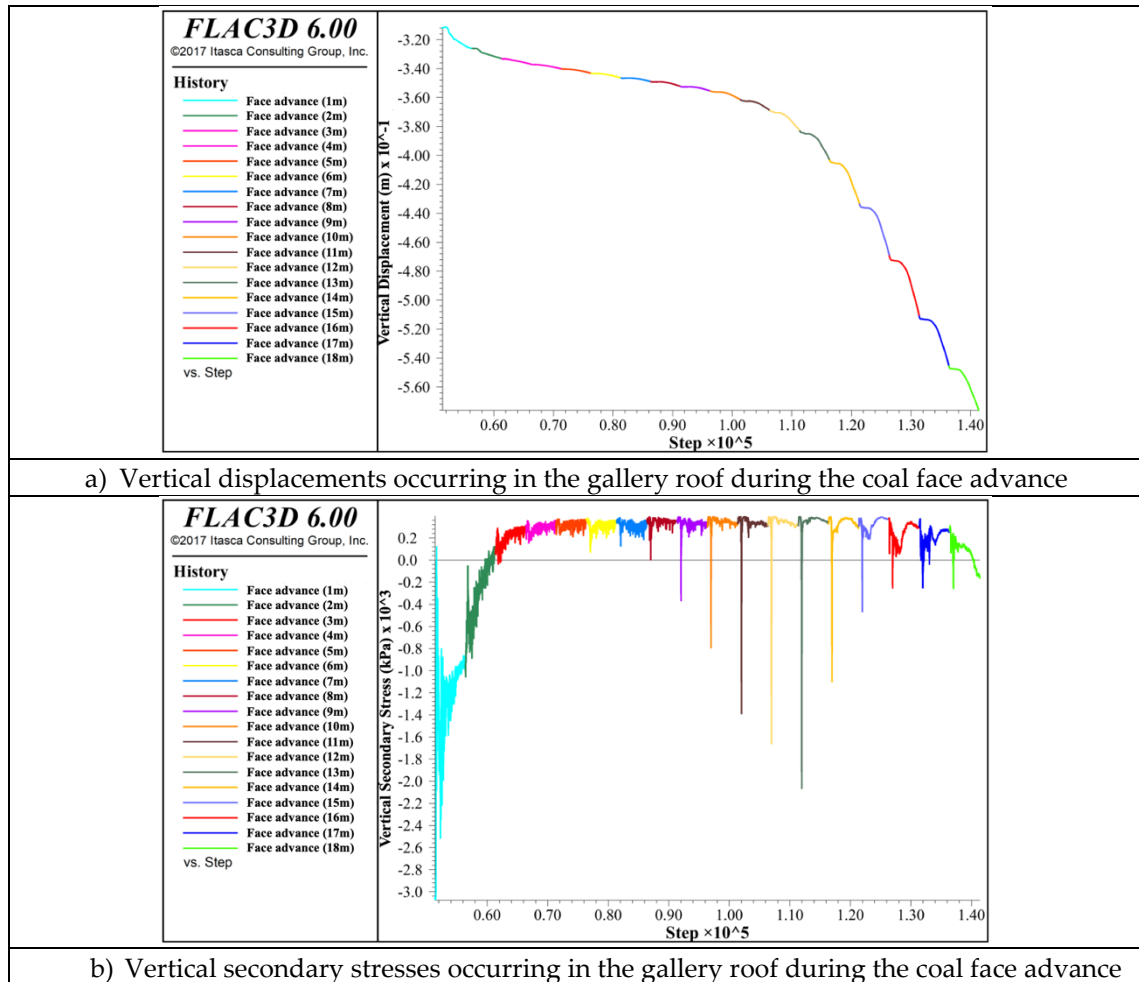 FLAC3D 6.00
©2017 Itasca Consulting Group, Inc.
History
Face advance (1m)
Face advance (2m)
Face advance (3m)
Face advance (4m)
Face advance (5m)
Face advance (6m)
Face advance (7m)
Face advance (8m)
Face advance (9m)
Face advance (10m)
Face advance (11m)
Face advance (12m)
Face advance (13m)
Face advance (14m)
Face advance (15m)
Face advance (16m)
Face advance (17m)
Face advance (18m)
vs. Step
Vertical Displacement (m) x 10^-1
-3.20
-3.40
-3.60
-3.80
-4.00
-4.20
-4.40
-4.60
-4.80
-5.00
-5.20
-5.40
-5.60
0.60 0.70 0.80 0.90 1.00 1.10 1.20 1.30 1.40
Step ×10^5
a) Vertical displacements occurring in the gallery roof during the coal face advance
FLAC3D 6.00
©2017 Itasca Consulting Group, Inc.
History
Face advance (1m)
Face advance (2m)
Face advance (3m)
Face advance (4m)
Face advance (5m)
Face advance (6m)
Face advance (7m)
Face advance (8m)
Face advance (9m)
Face advance (10m)
Face advance (11m)
Face advance (12m)
Face advance (13m)
Face advance (14m)
Face advance (15m)
Face advance (16m)
Face advance (17m)
Face advance (18m)
vs. Step
Vertical Secondary Stress (kPa) x 10^3
0.2
0.0
-0.2
-0.4
-0.6
-0.8
-1.0
-1.2
-1.4
-1.6
-1.8
-2.0
-2.2
-2.4
-2.6
-2.8
-3.0
0.60 0.70 0.80 0.90 1.00 1.10 1.20 1.30 1.40
Step ×10^5
b) Vertical secondary stresses occurring in the gallery roof during the coal face advance